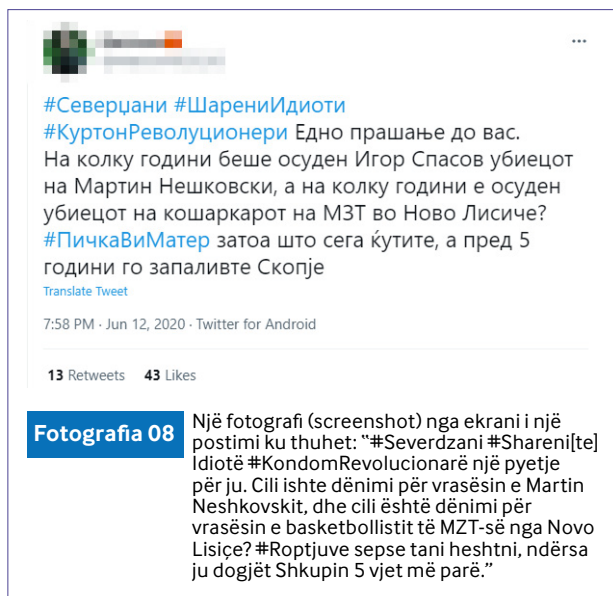 #Северџани #ШарениИдиоти
#КуртонРеволуционери Едно прашање до вас.
На колку години беше осуден Игор Спасов убиецот
на Мартин Нешковски, а на колку години е осуден
убиецот на кошаркарот на МЗТ во Ново Лисиче?
#ПичкаВиМатер затоа што сега ќутите, а пред 5
години го запаливте Скопје
Translate Tweet
7:58 PM · Jun 12, 2020 · Twitter for Android
13 Retweets 43 Likes
Fotografia 08
Një fotografi (screenshot) nga ekrani i një
postimi ku thuhet: “#Severdzani #Shareni[te]
Idiotë #KondomRevolucionarë një pyetje
për ju. Cili ishte dënimi për vrasësin e Martin
Neshkovskit, dhe cili është dënimi për
vrasësin e basketbollistit të MZT-së nga Novo
Lisiçe? #Roptjuve sepse tani heshtni, ndërsa
ju dogjët Shkupin 5 vjet më parë.”